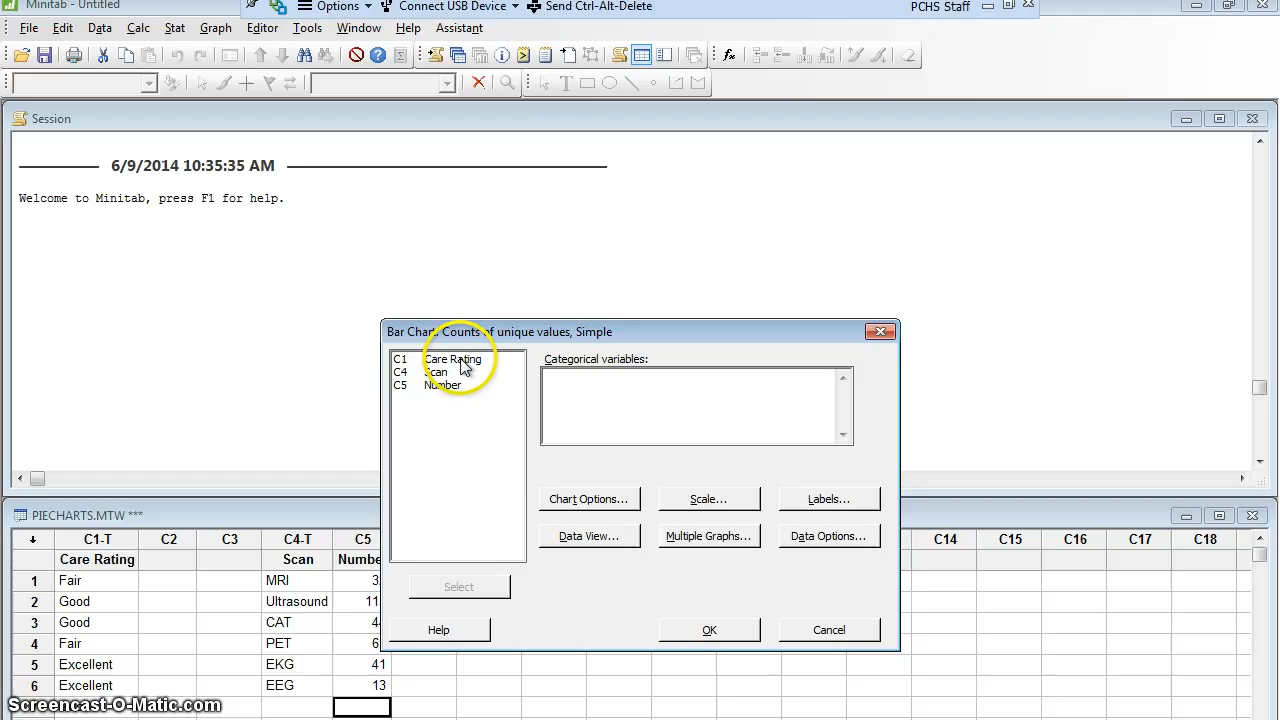 Minitab - Untitled
Options
Connect USB Device
Send Ctrl-Alt-Delete
PCHS Staff
File Edit Data Calc Stat Graph Editor Tools Window Help Assistant
Session
6/9/2014 10:35:35 AM
Welcome to Minitab, press F1 for help.
Bar Chart: Counts of unique values, Simple
C1 Care Rating
C4 Scan
C5 Number
Categorical variables:
Chart Options... Scale... Labels...
Data View... Multiple Graphs... Data Options...
Select
Help OK Cancel
PIECHARTS.MTW ***
C1-T C2 C3 C4-T C5 C14 C15 C16 C17 C18
Care Rating Scan
1 Fair MRI
2 Good Ultrasound
3 Good CAT
4 Fair PET
5 Excellent EKG 41
6 Excellent EEG 13
Screencast-O-Matic.com